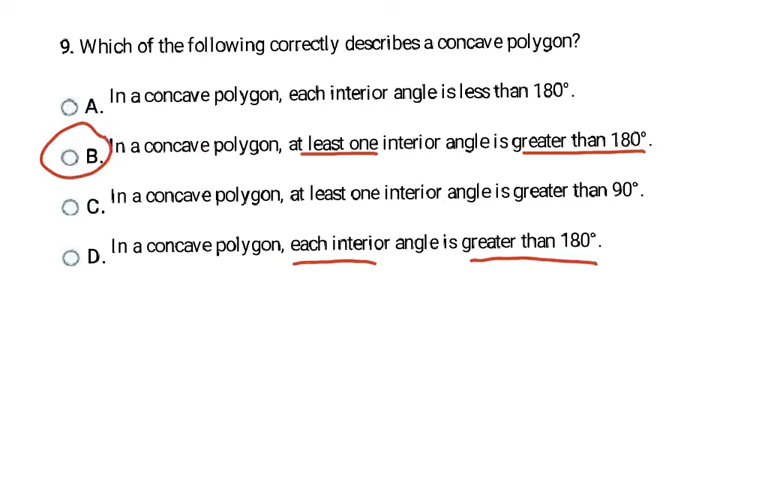 9. Which of the following correctly describes a concave polygon?
A. In a concave polygon, each interior angle is less than 180°.
B. In a concave polygon, at least one interior angle is greater than 180°.
C. In a concave polygon, at least one interior angle is greater than 90°.
D. In a concave polygon, each interior angle is greater than 180°.